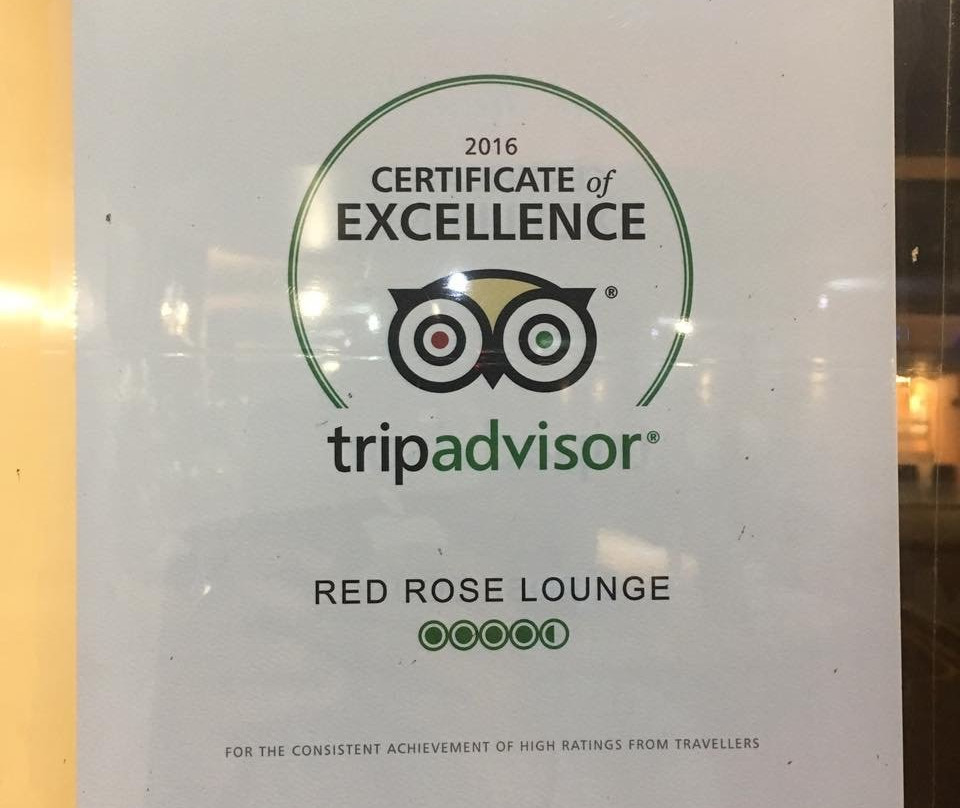 2016
CERTIFICATE of
EXCELLENCE
®
tripadvisor®
RED ROSE LOUNGE
FOR THE CONSISTENT ACHIEVEMENT OF HIGH RATINGS FROM TRAVELLERS